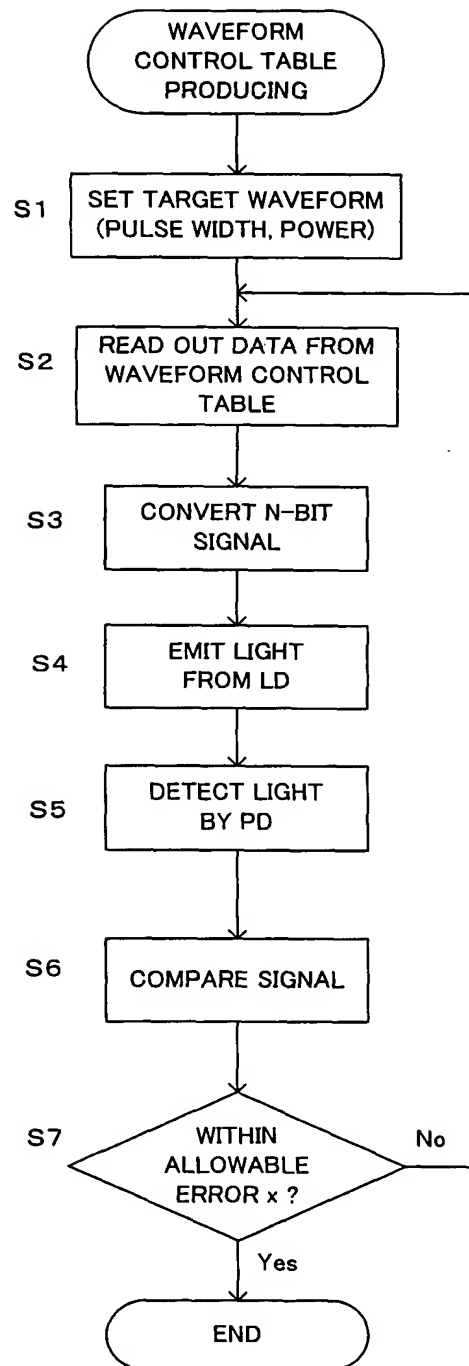 WAVEFORM
CONTROL TABLE
PRODUCING
S1
SET TARGET WAVEFORM
(PULSE WIDTH, POWER)
S2
READ OUT DATA FROM
WAVEFORM CONTROL
TABLE
S3
CONVERT N-BIT
SIGNAL
S4
EMIT LIGHT
FROM LD
S5
DETECT LIGHT
BY PD
S6
COMPARE SIGNAL
S7
WITHIN
ALLOWABLE
ERROR x ?
No
Yes
END